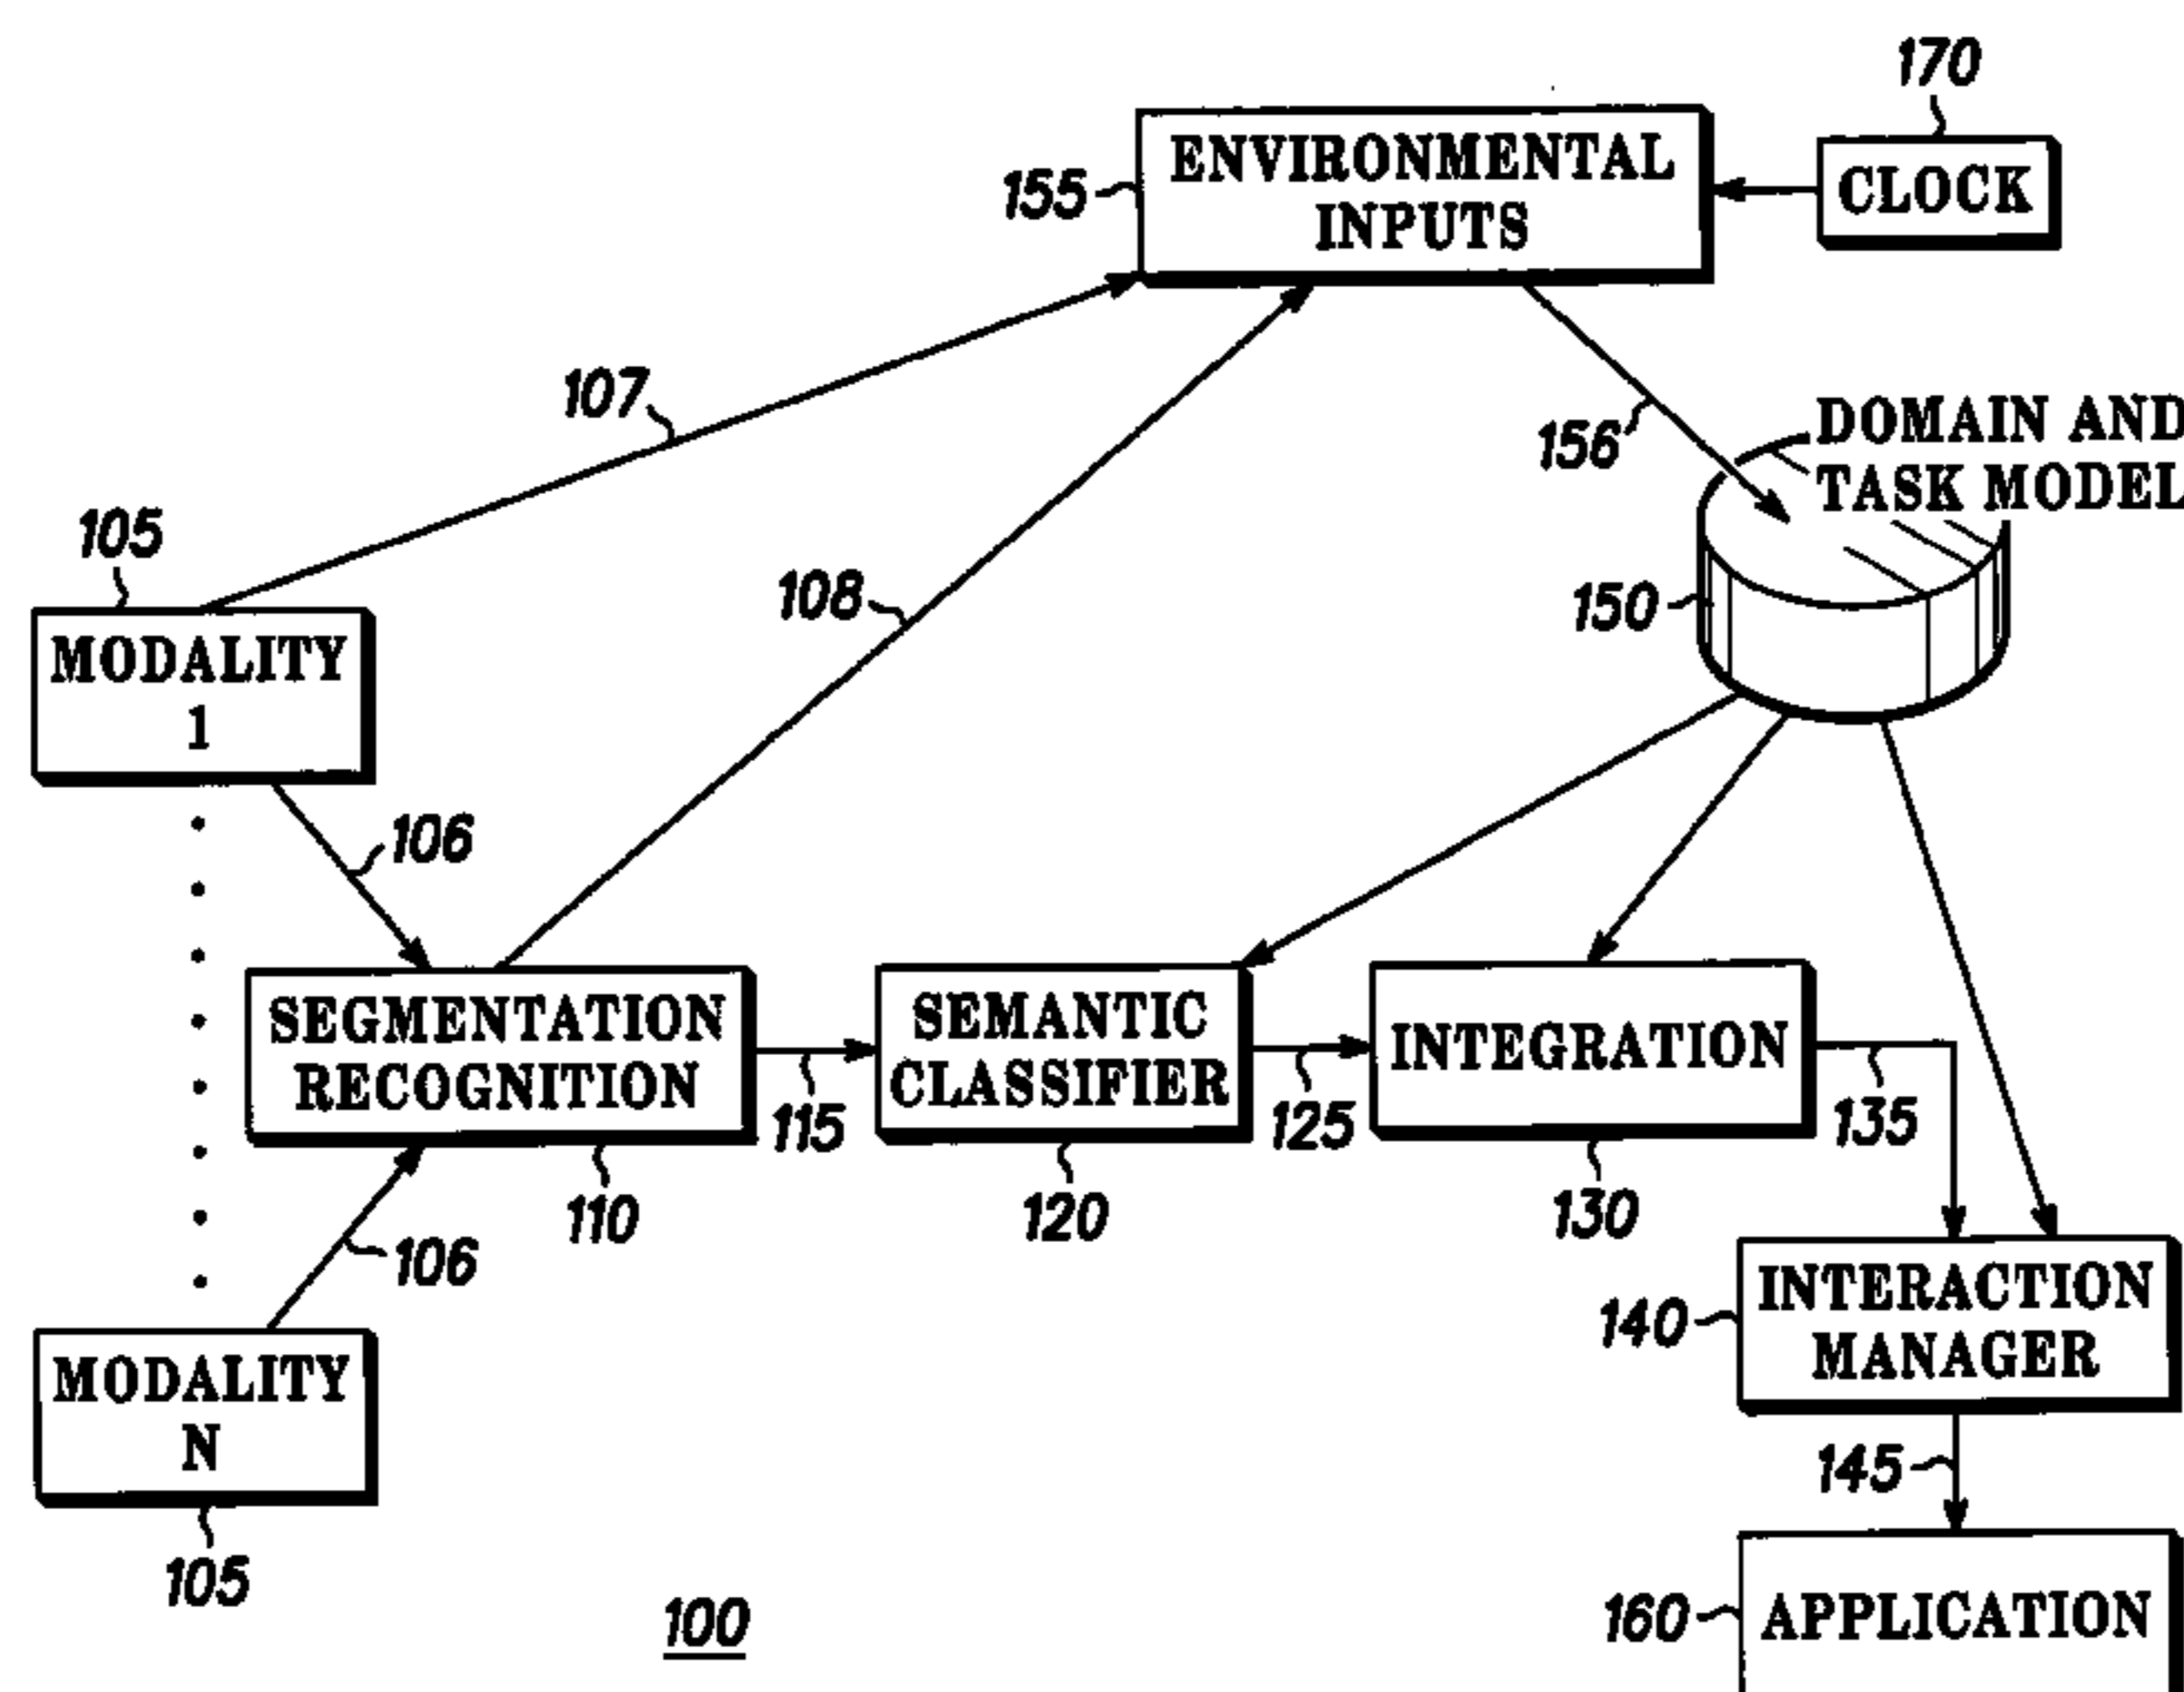 170
ENVIRONMENTAL
INPUTS
155
CLOCK
107
156
DOMAIN AND
TASK MODEL
105
108
150
MODALITY
1
106
SEGMENTATION
RECOGNITION
SEMANTIC
CLASSIFIER
INTEGRATION
115
125
135
110
120
130
106
INTERACTION
MANAGER
140
MODALITY
N
145
105
100
160
APPLICATION